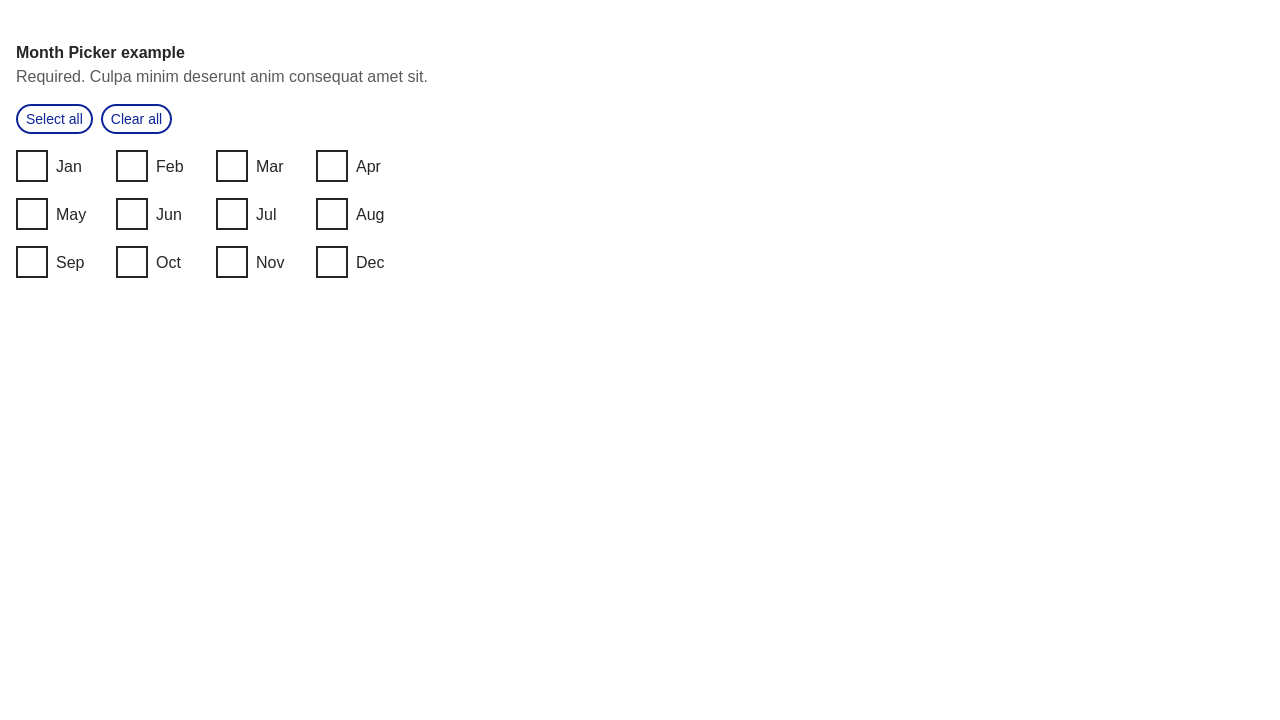 Month Picker example
Required. Culpa minim deserunt anim consequat amet sit.
Select all Clear all
Jan Feb Mar Apr
May Jun Jul Aug
Sep Oct Nov Dec